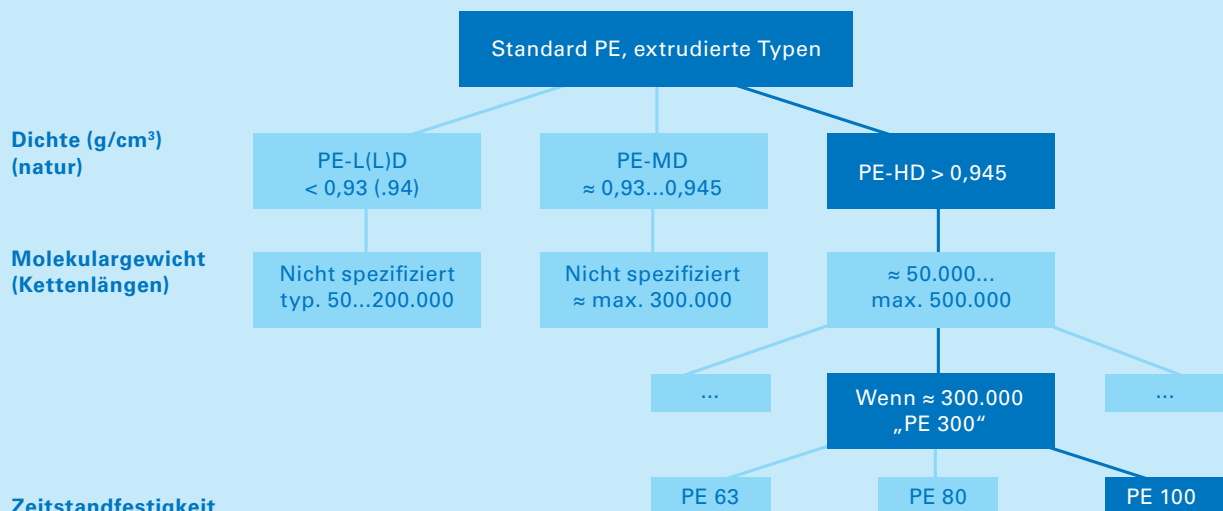 Standard PE, extrudierte Typen
Dichte (g/cm³)
(natur)
PE-L(L)D
< 0,93 (.94)
PE-MD
≈ 0,93...0,945
PE-HD > 0,945
Molekulargewicht
(Kettenlängen)
Nicht spezifiziert
typ. 50...200.000
Nicht spezifiziert
≈ max. 300.000
≈ 50.000...
max. 500.000
...
Wenn ≈ 300.000
„PE 300“
...
Zeitstandfestigkeit
PE 63
PE 80
PE 100